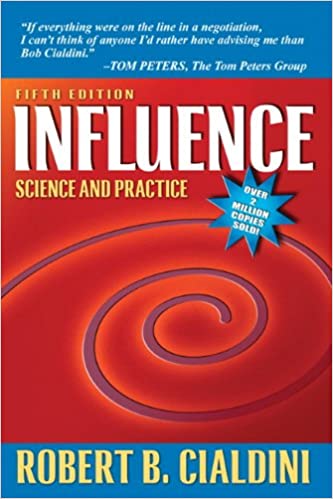 “If everything were on the line in a negotiation,
I can’t think of anyone I’d rather have advising me than
Bob Cialdini.”
–TOM PETERS, The Tom Peters Group
FIFTH EDITION
INFLUENCE
SCIENCE AND PRACTICE
OVER
2
MILLION
COPIES
SOLD!
ROBERT B. CIALDINI